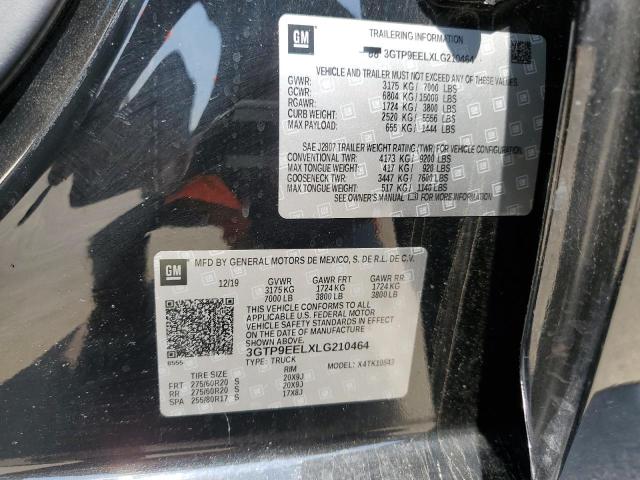 GM
TRAILERING INFORMATION
3GTP9EELXLG210464
VEHICLE AND TRAILER MUST NOT EXCEED ANY OF THESE VALUES.
GVWR: 3175 KG / 7000 LBS
GCWR: 6804 KG / 15000 LBS
RGAWR: 1724 KG / 3800 LBS
CURB WEIGHT: 2520 KG / 5556 LBS
MAX PAYLOAD: 655 KG / 1444 LBS
SAE J2807 TRAILER WEIGHT RATING (TWR) FOR VEHICLE CONFIGURATION.
CONVENTIONAL TWR: 4173 KG / 9200 LBS
MAX TONGUE WEIGHT: 417 KG / 920 LBS
GOOSENECK TWR: 3447 KG / 7600 LBS
MAX TONGUE WEIGHT: 517 KG / 1140 LBS
SEE OWNER'S MANUAL FOR MORE INFORMATION
GM
MFD BY GENERAL MOTORS DE MEXICO, S. DE R.L. DE C.V.
12/19 GVWR GAWR FRT GAWR RR
3175 KG 1724 KG 1724 KG
7000 LB 3800 LB 3800 LB
THIS VEHICLE CONFORMS TO ALL
APPLICABLE U.S. FEDERAL MOTOR
VEHICLE SAFETY STANDARDS IN EFFECT
ON THE DATE OF MANUFACTURE
SHOWN ABOVE.
3GTP9EELXLG210464
TYPE: TRUCK MODEL: X4TK10543
TIRE SIZE RIM
FRT 275/60R20 S 20X9J
RR 275/60R20 S 20X9J
SPA 255/80R17 S 17X8J